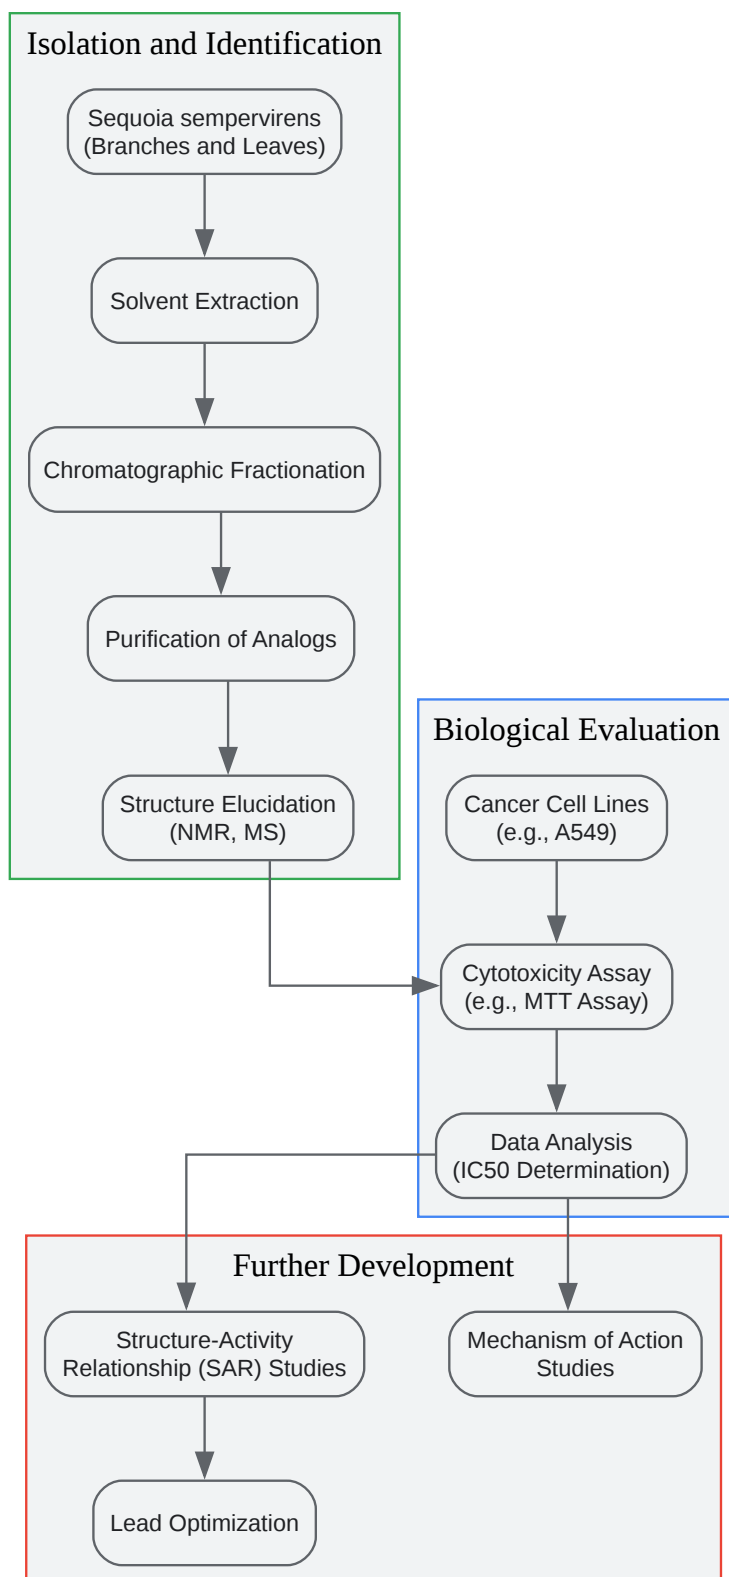 Isolation and Identification
Sequoia sempervirens
(Branches and Leaves)
Solvent Extraction
Chromatographic Fractionation
Purification of Analogs
Structure Elucidation
(NMR, MS)
Biological Evaluation
Cancer Cell Lines
(e.g., A549)
Cytotoxicity Assay
(e.g., MTT Assay)
Data Analysis
(IC50 Determination)
Further Development
Structure-Activity
Relationship (SAR) Studies
Mechanism of Action
Studies
Lead Optimization